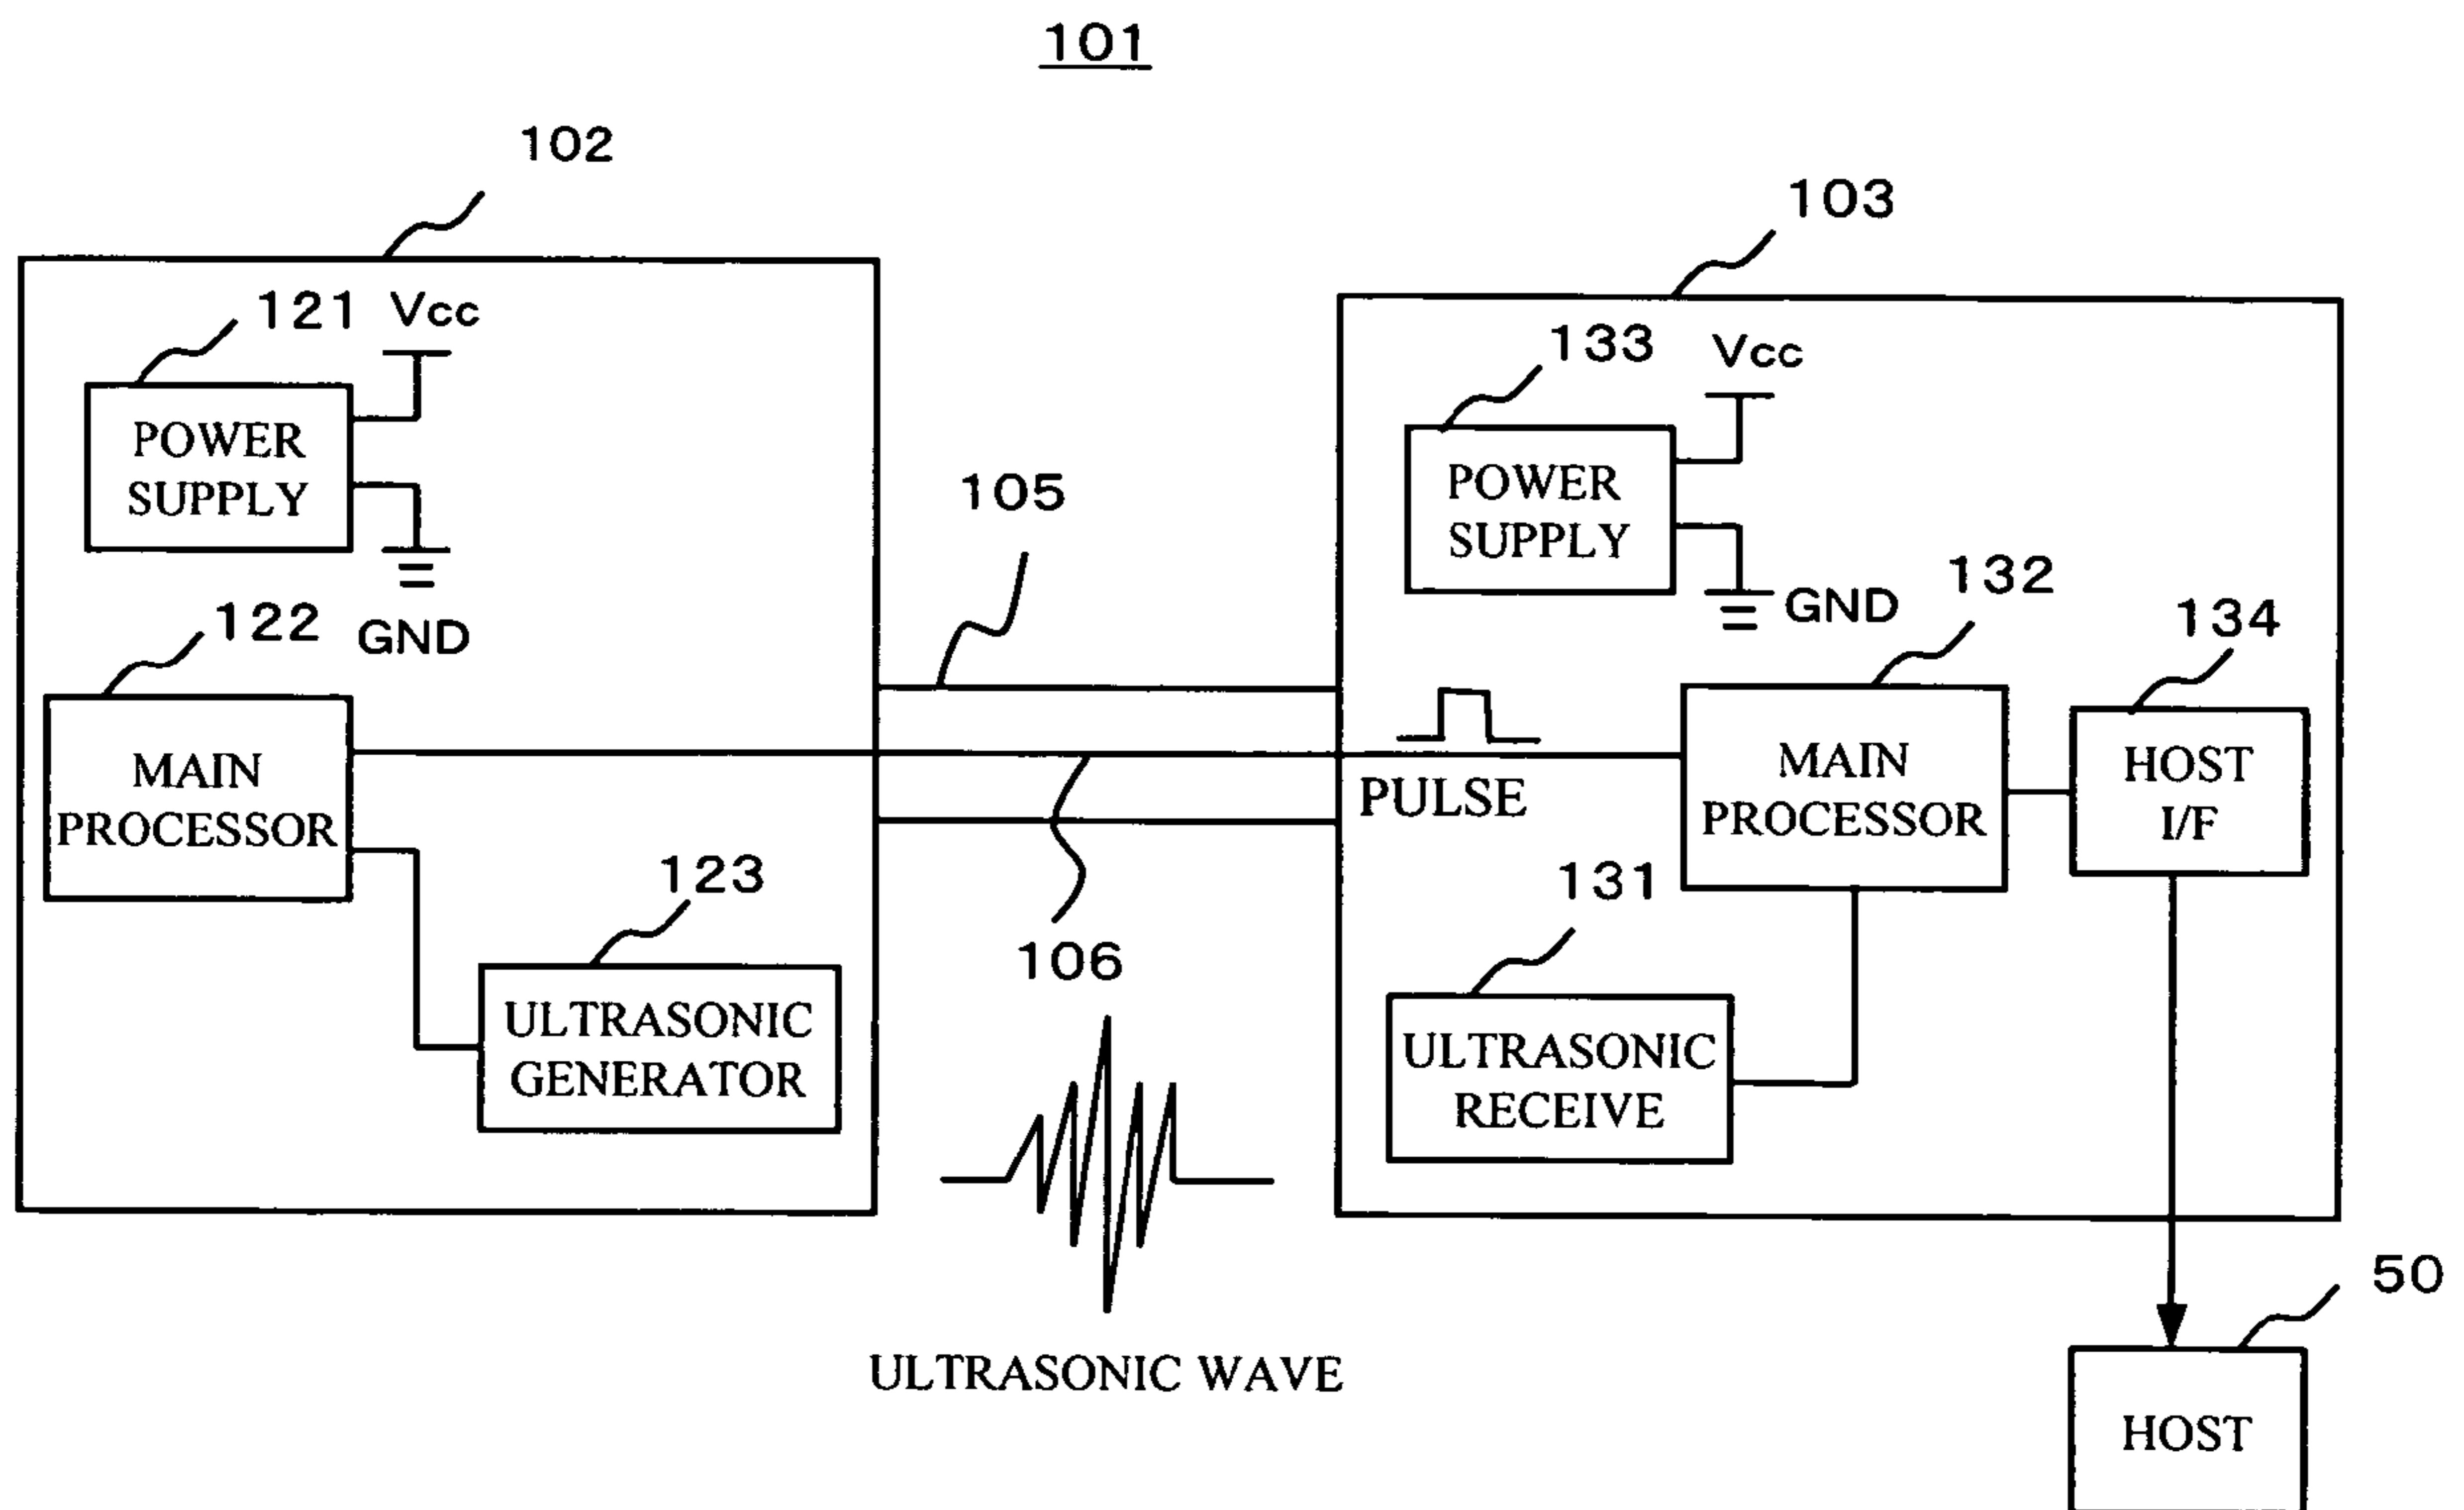 101
102
103
121 Vcc
POWER
SUPPLY
GND
133
Vcc
POWER
SUPPLY
GND
105
122
MAIN
PROCESSOR
132
134
PULSE
MAIN
PROCESSOR
HOST
I/F
123
ULTRASONIC
GENERATOR
106
131
ULTRASONIC
RECEIVE
ULTRASONIC WAVE
50
HOST